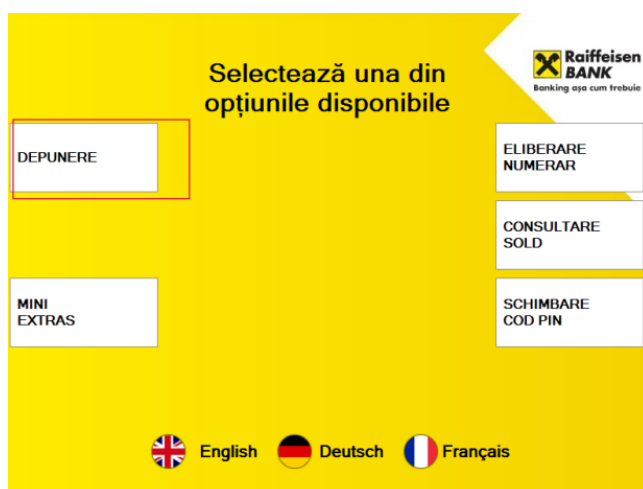 Selectează una din
opțiunile disponibile
Raiffeisen
BANK
Banking așa cum trebuie
DEPUNERE
ELIBERARE
NUMERAR
CONSULTARE
SOLD
MINI
EXTRAS
SCHIMBARE
COD PIN
English
Deutsch
Français